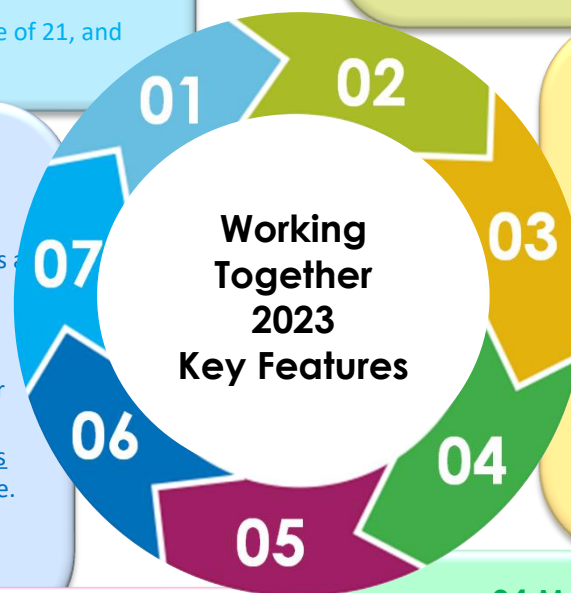 e of 21, and
01
02
03
04
05
06
07
Working
Together
2023
Key Features
s a
r
s
e.